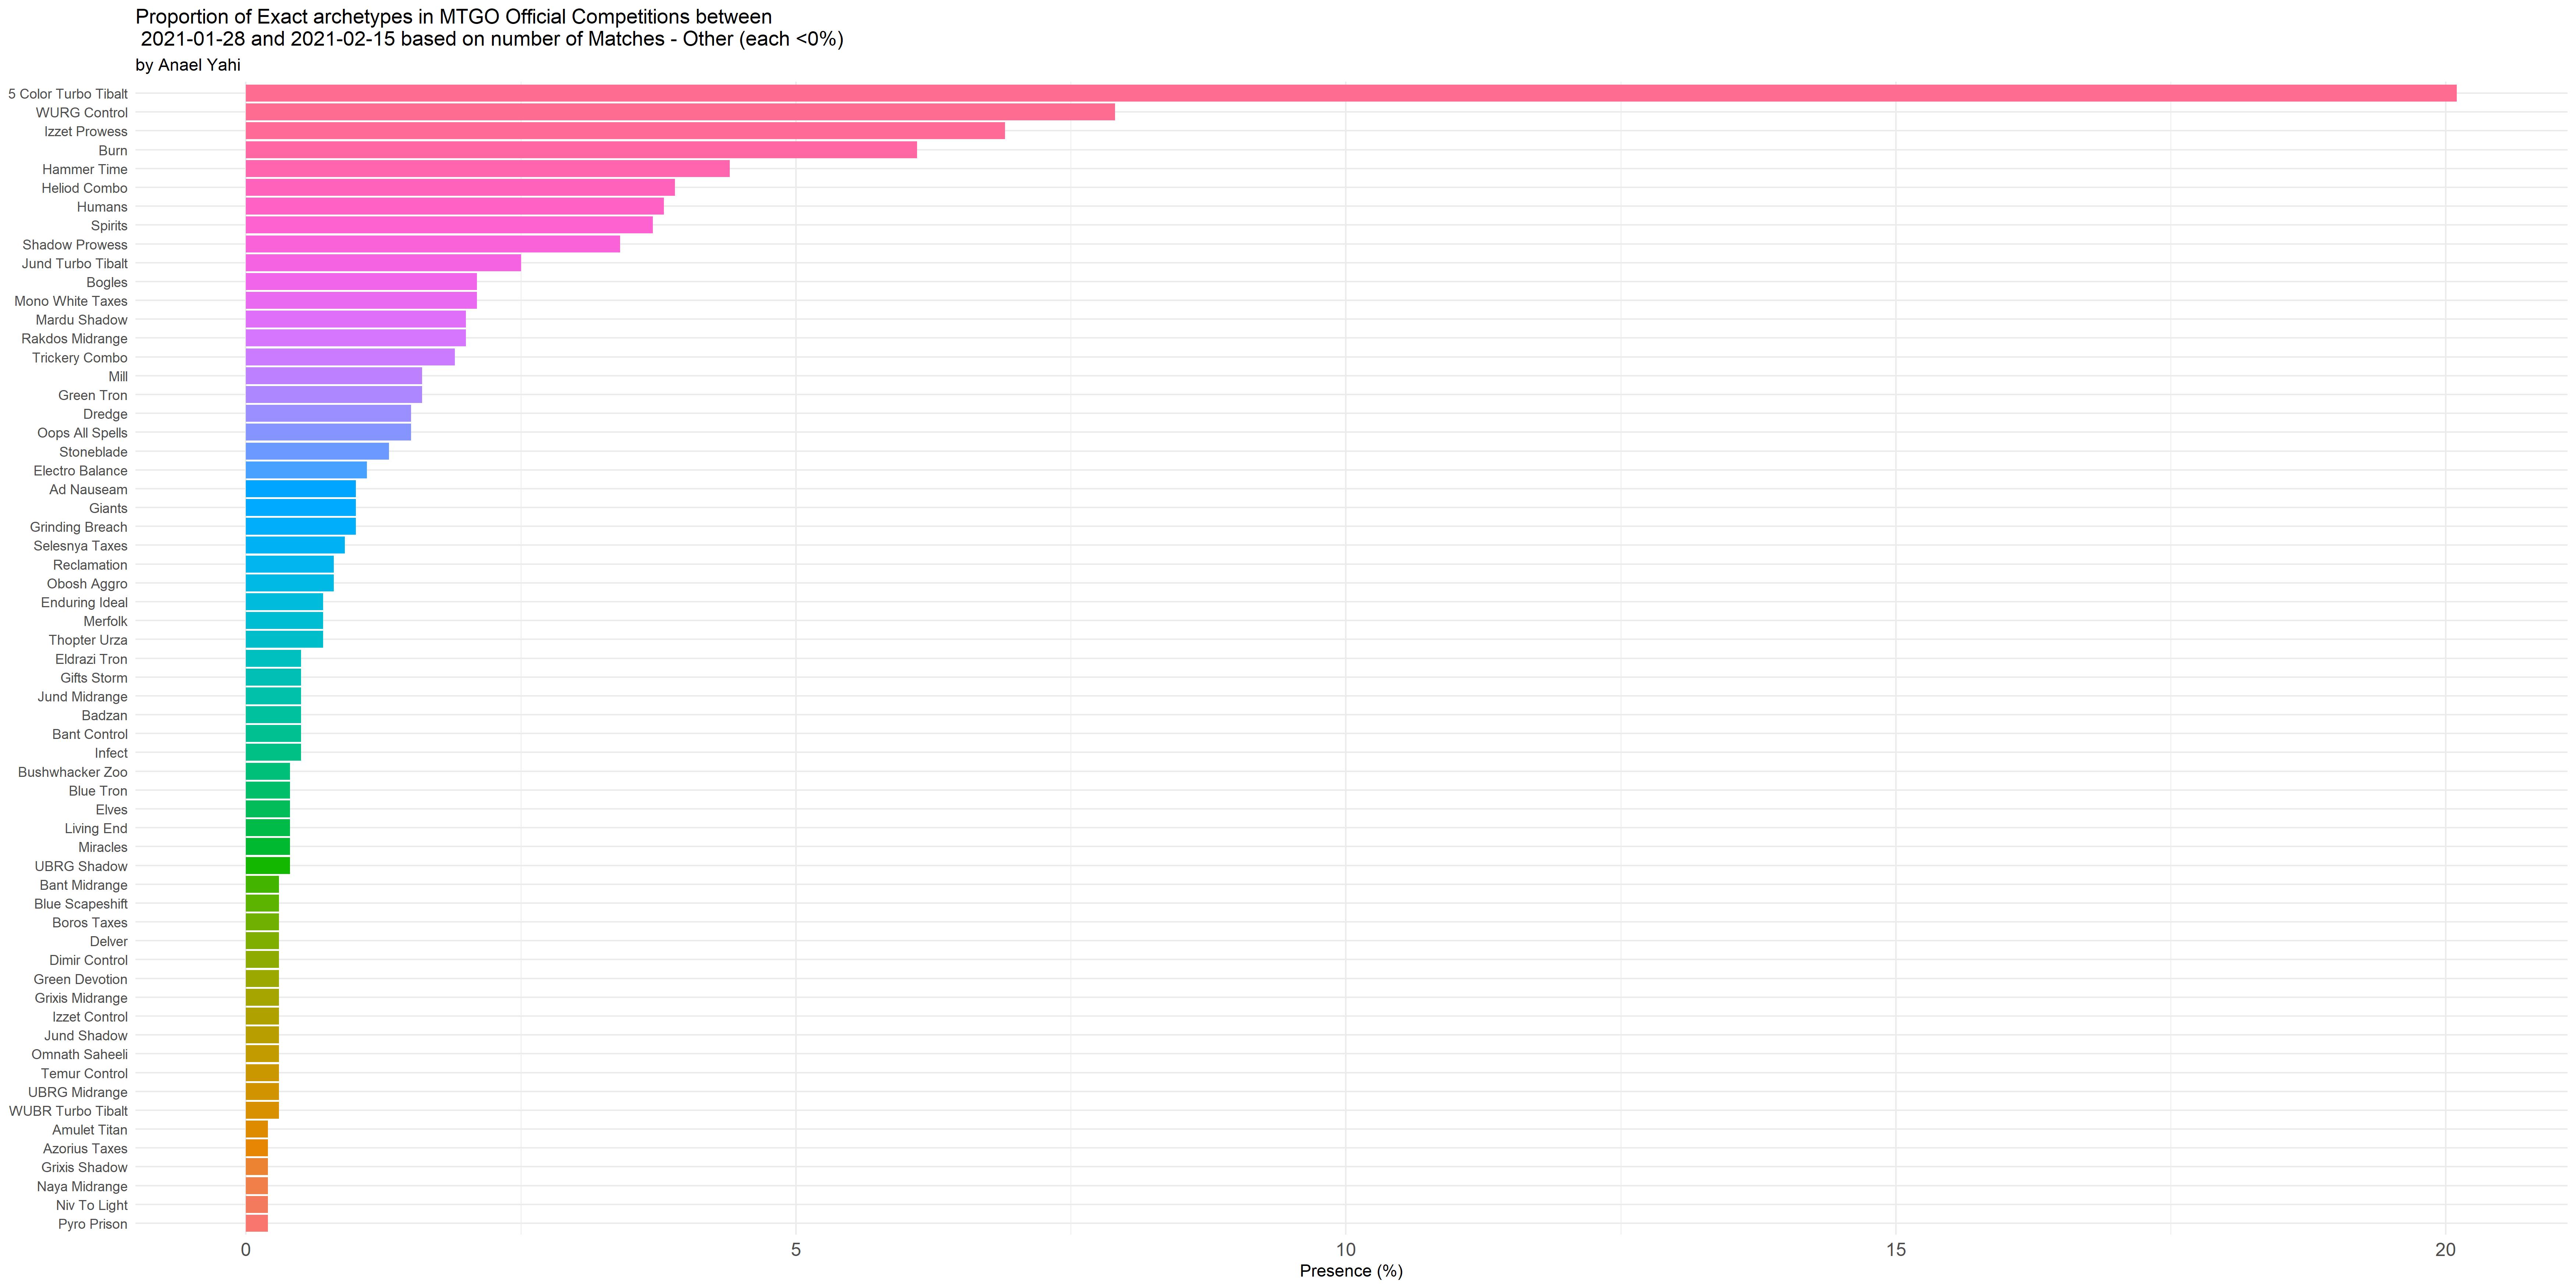 Proportion of Exact archetypes in MTGO Official Competitions between
2021-01-28 and 2021-02-15 based on number of Matches - Other (each <0%)
by Anael Yahi
5 Color Turbo Tibalt
WURG Control
Izzet Prowess
Burn
Hammer Time
Heliod Combo
Humans
Spirits
Shadow Prowess
Jund Turbo Tibalt
Bogles
Mono White Taxes
Mardu Shadow
Rakdos Midrange
Trickery Combo
Mill
Green Tron
Dredge
Oops All Spells
Stoneblade
Electro Balance
Ad Nauseam
Giants
Grinding Breach
Selesnya Taxes
Reclamation
Obosh Aggro
Enduring Ideal
Merfolk
Thopter Urza
Eldrazi Tron
Gifts Storm
Jund Midrange
Badzan
Bant Control
Infect
Bushwhacker Zoo
Blue Tron
Elves
Living End
Miracles
UBRG Shadow
Bant Midrange
Blue Scapeshift
Boros Taxes
Delver
Dimir Control
Green Devotion
Grixis Midrange
Izzet Control
Jund Shadow
Omnath Saheeli
Temur Control
UBRG Midrange
WUBR Turbo Tibalt
Amulet Titan
Azorius Taxes
Grixis Shadow
Naya Midrange
Niv To Light
Pyro Prison
0 5 10 15 20
Presence (%)